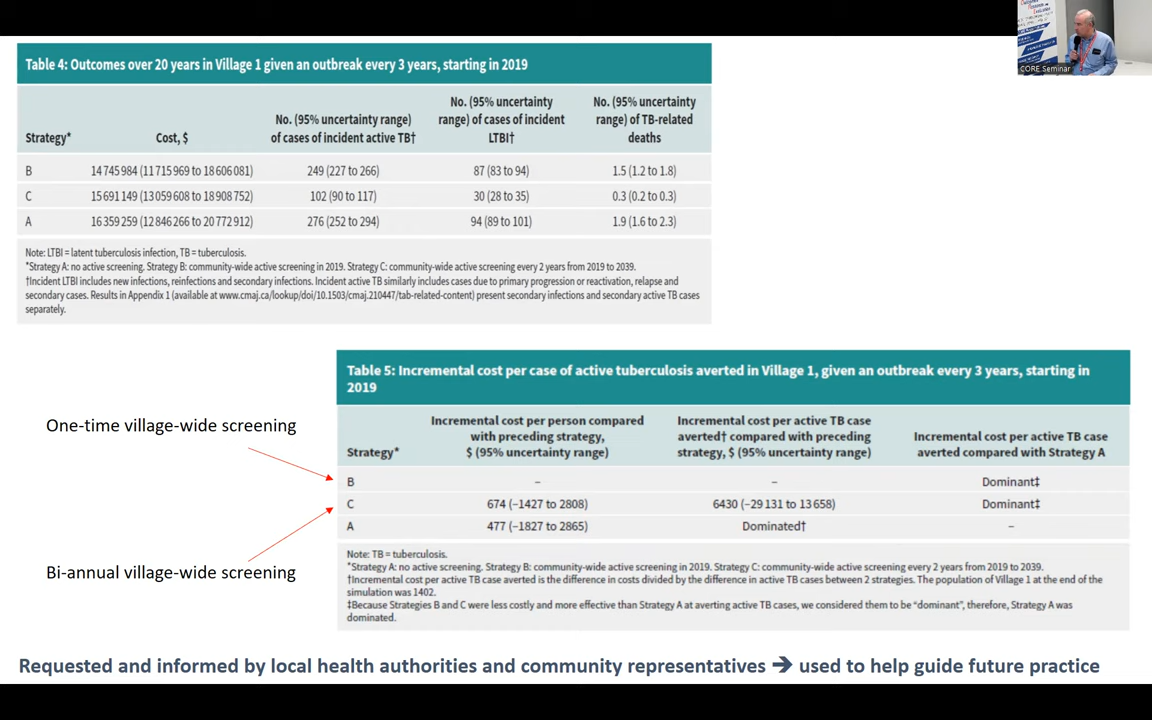 CORE Seminar
Table 4: Outcomes over 20 years in Village 1 given an outbreak every 3 years, starting in 2019
Strategy* Cost, $ No. (95% uncertainty range) of cases of incident active TB† No. (95% uncertainty range) of cases of incident LTBI† No. (95% uncertainty range) of TB-related deaths
B 14 745 984 (11 715 969 to 18 606 081) 249 (227 to 266) 87 (83 to 94) 1.5 (1.2 to 1.8)
C 15 691 149 (13 059 608 to 18 908 752) 102 (90 to 117) 30 (28 to 35) 0.3 (0.2 to 0.3)
A 16 359 259 (12 846 266 to 20 772 912) 276 (252 to 294) 94 (89 to 101) 1.9 (1.6 to 2.3)
Note: LTBI = latent tuberculosis infection, TB = tuberculosis.
*Strategy A: no active screening. Strategy B: community-wide active screening in 2019. Strategy C: community-wide active screening every 2 years from 2019 to 2039.
†Incident LTBI includes new infections, reinfections and secondary infections. Incident active TB similarly includes cases due to primary progression or reactivation, relapse and
secondary cases. Results in Appendix 1 (available at www.cmaj.ca/lookup/doi/10.1503/cmaj.210447/tab-related-content) present secondary infections and secondary active TB cases
separately.
Table 5: Incremental cost per case of active tuberculosis averted in Village 1, given an outbreak every 3 years, starting in
2019
Strategy* Incremental cost per person compared with preceding strategy, $ (95% uncertainty range) Incremental cost per active TB case averted† compared with preceding strategy, $ (95% uncertainty range) Incremental cost per active TB case averted compared with Strategy A
One-time village-wide screening
B – – Dominant‡
C 674 (−1427 to 2808) 6430 (−29 131 to 13 658) Dominant‡
A 477 (−1827 to 2865) Dominated† –
Bi-annual village-wide screening
Note: TB = tuberculosis.
*Strategy A: no active screening. Strategy B: community-wide active screening in 2019. Strategy C: community-wide active screening every 2 years from 2019 to 2039.
†Incremental cost per active TB case averted is the difference in costs divided by the difference in active TB cases between 2 strategies. The population of Village 1 at the end of the
simulation was 1402.
‡Because Strategies B and C were less costly and more effective than Strategy A at averting active TB cases, we considered them to be “dominant”, therefore, Strategy A was
dominated.
Requested and informed by local health authorities and community representatives ➔ used to help guide future practice